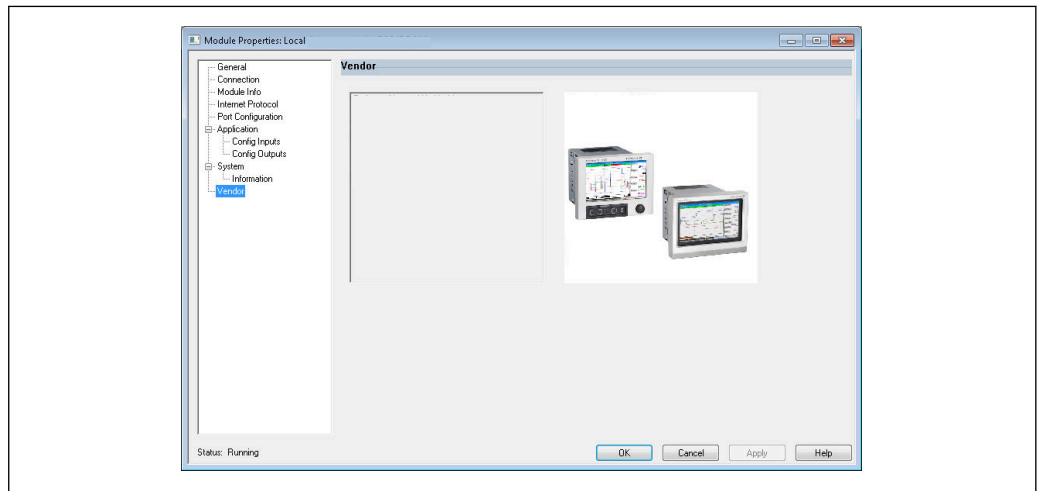 Module Properties: Local
General
Connection
Module Info
Internet Protocol
Port Configuration
Application
Config Inputs
Config Outputs
System
Information
Vendor
Vendor
Status: Running
OK
Cancel
Apply
Help